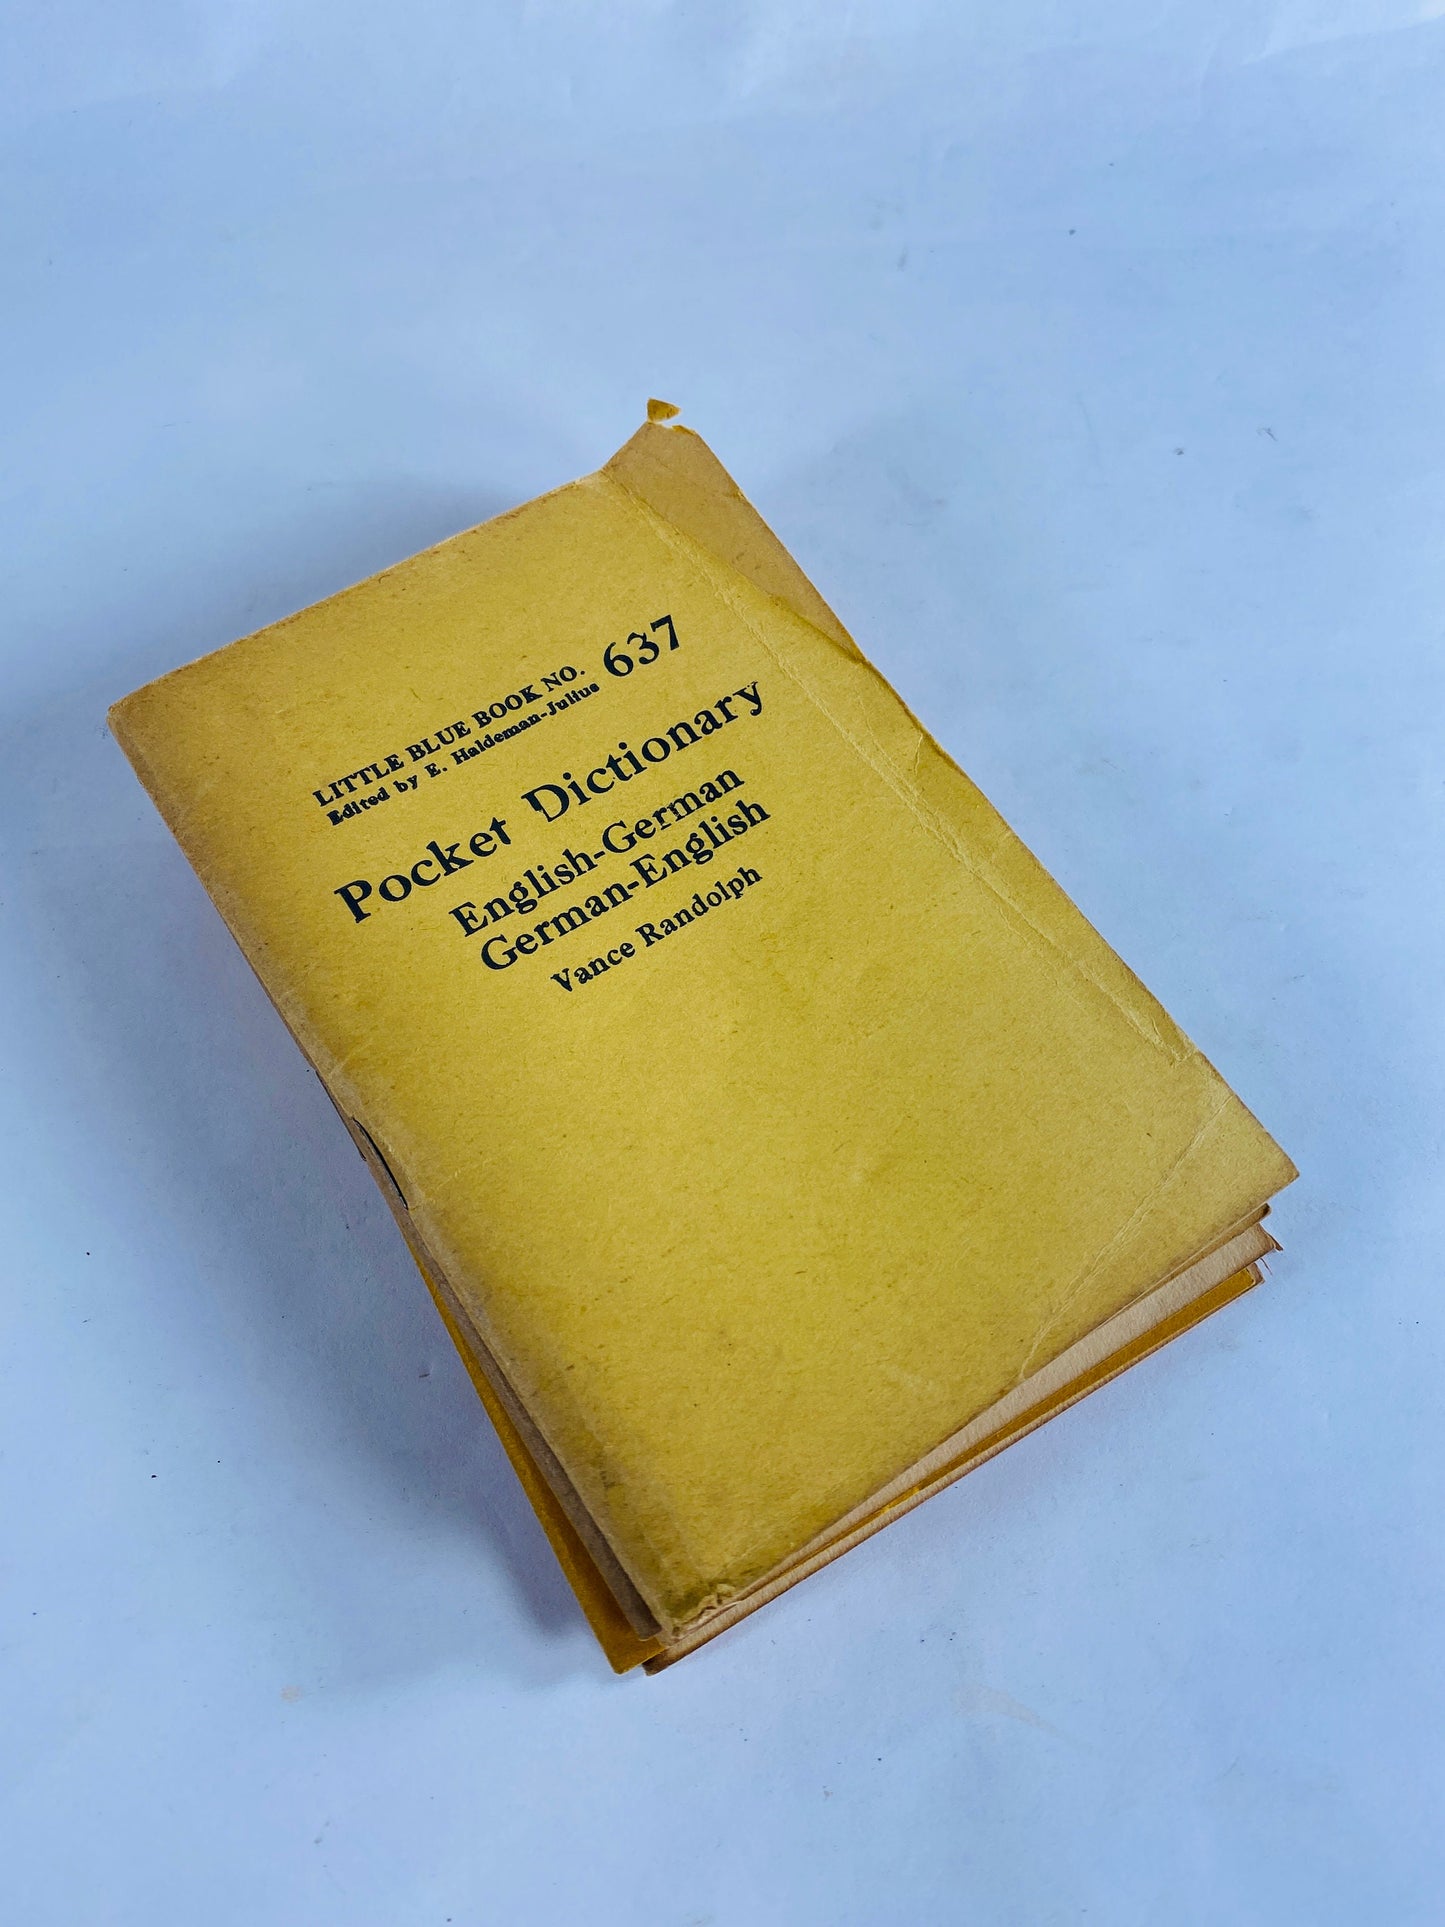 LITTLE BLUE BOOK NO. 637
Edited by E. Haldeman-Julius
Pocket Dictionary
English-German
German-English
Vance Randolph